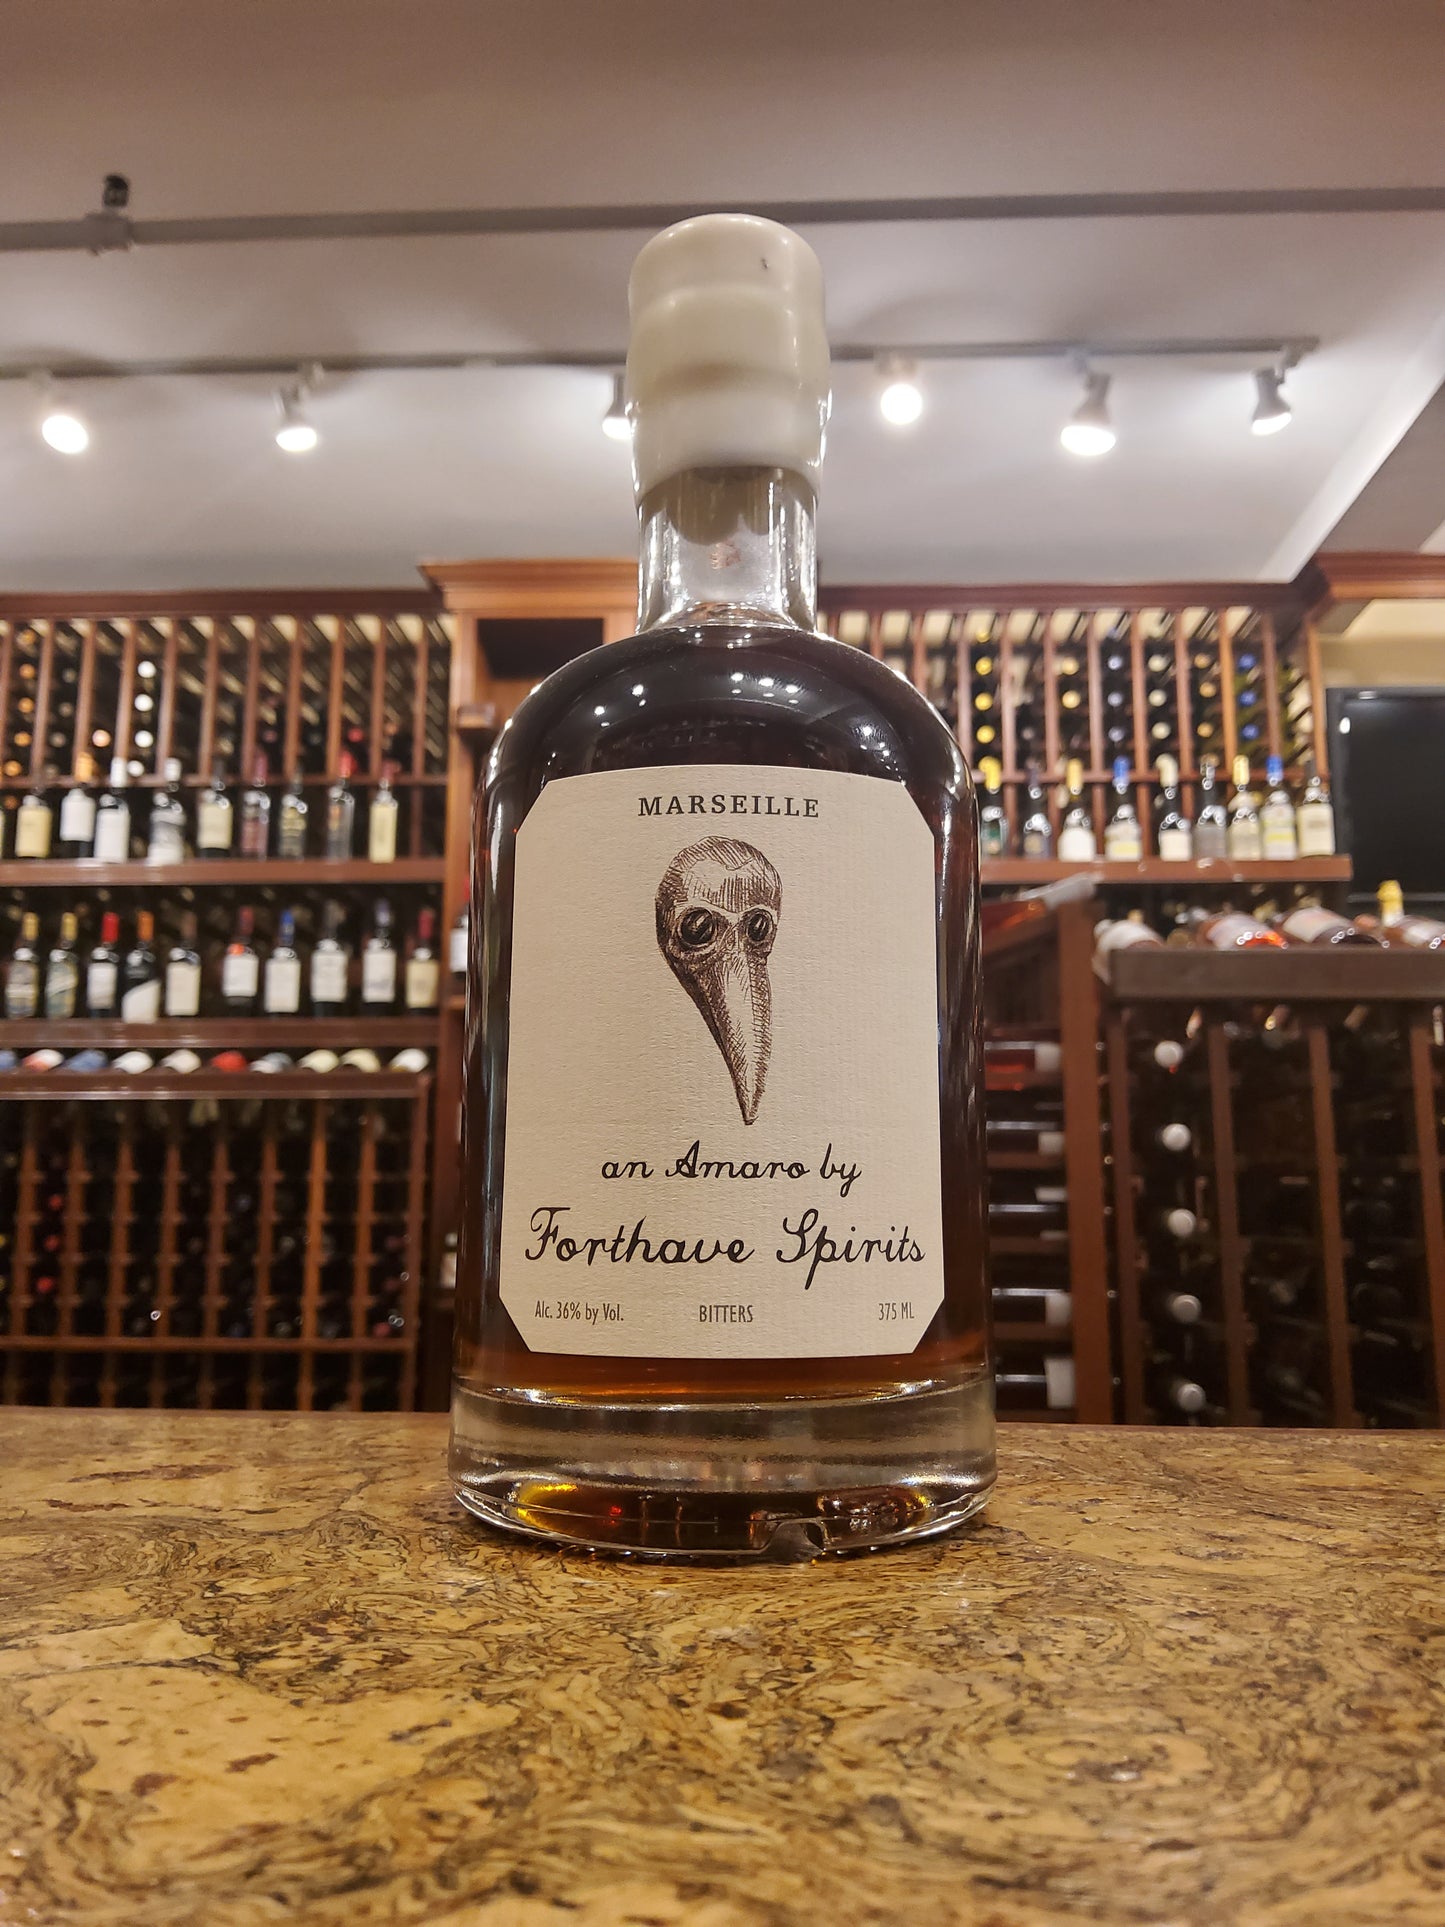 MARSEILLE
an Amaro by
Forthave Spirits
Alc. 36% by Vol. BITTERS 375 ML